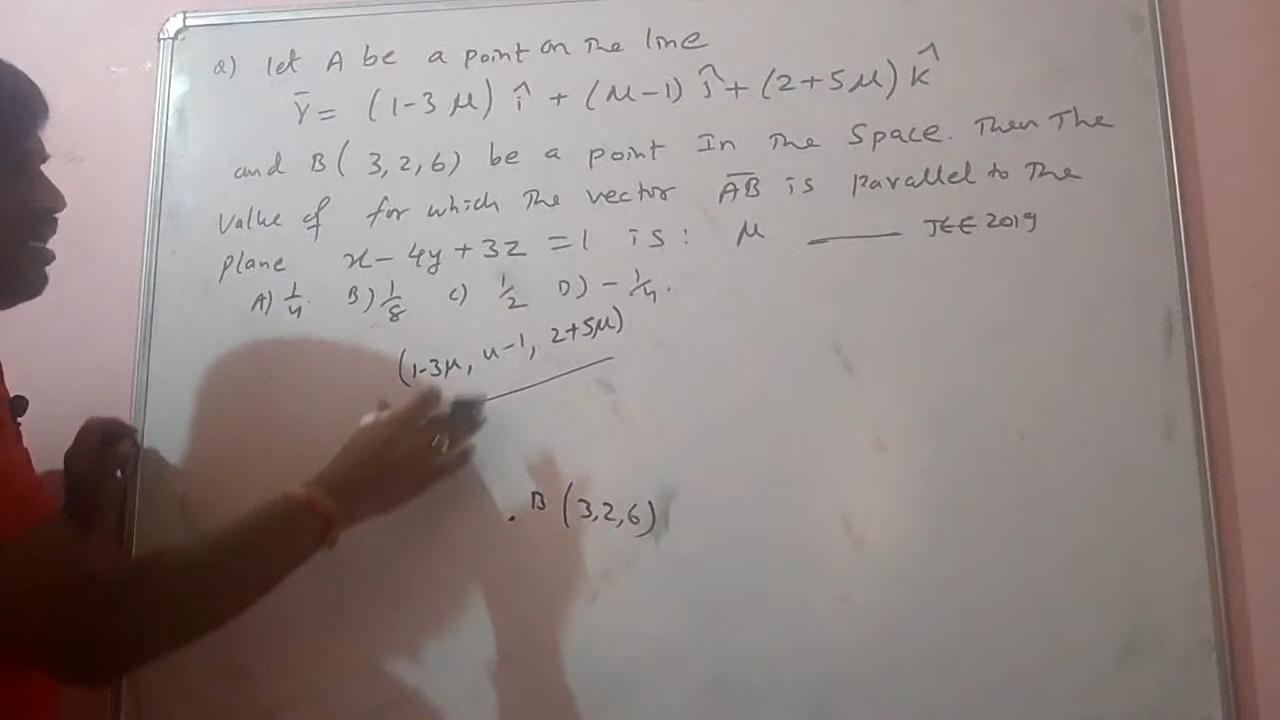 Q) let A be a point on The line
r̄ = (1-3μ) î + (μ-1) ĵ + (2+5μ) k̂
and B( 3, 2, 6) be a point In The Space. Then The
value of for which The vector A̅B̅ is Parallel to The
plane x - 4y + 3z = 1 is : μ ______ JEE 2019
A) 1/4. B) 1/8 C) 1/2 D) - 1/4.
(1-3μ, μ-1, 2+5μ)
. B (3,2,6)